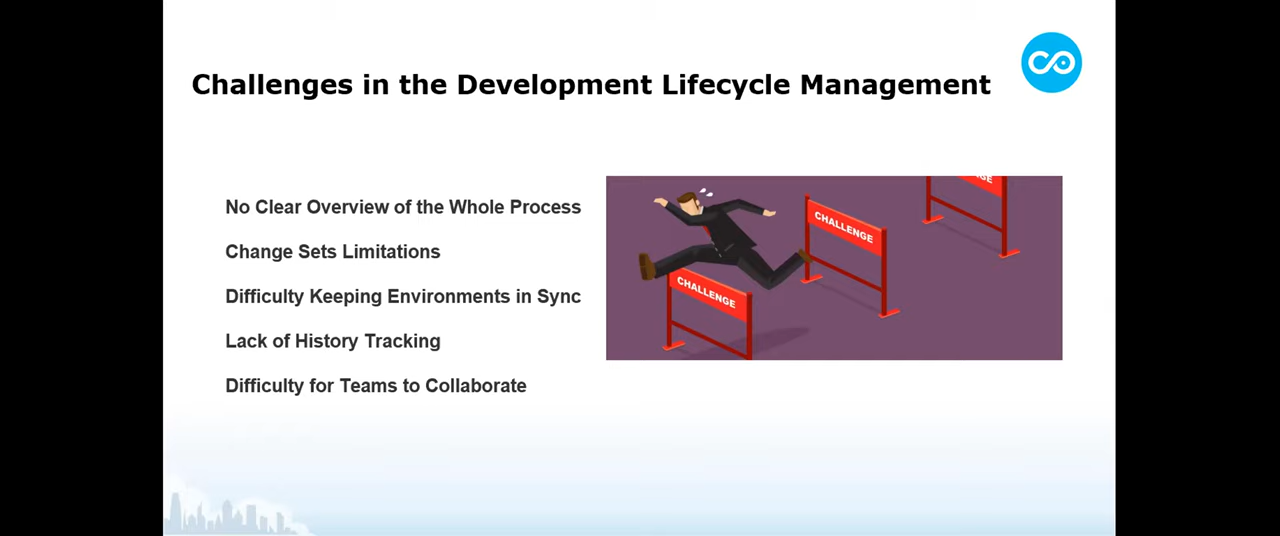 Challenges in the Development Lifecycle Management
No Clear Overview of the Whole Process
Change Sets Limitations
Difficulty Keeping Environments in Sync
Lack of History Tracking
Difficulty for Teams to Collaborate
CHALLENGE
CHALLENGE
NGE